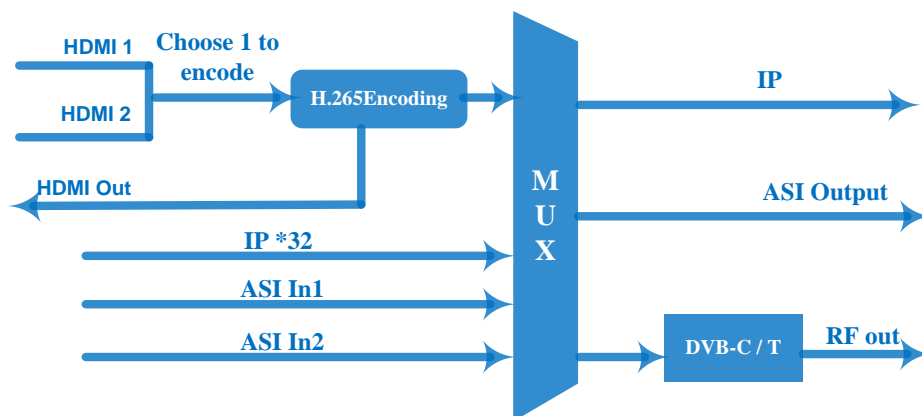 HDMI 1
Choose 1 to
encode
HDMI 2
H.265Encoding
HDMI Out
IP *32
ASI In1
ASI In2
M
U
X
IP
ASI Output
DVB-C / T
RF out